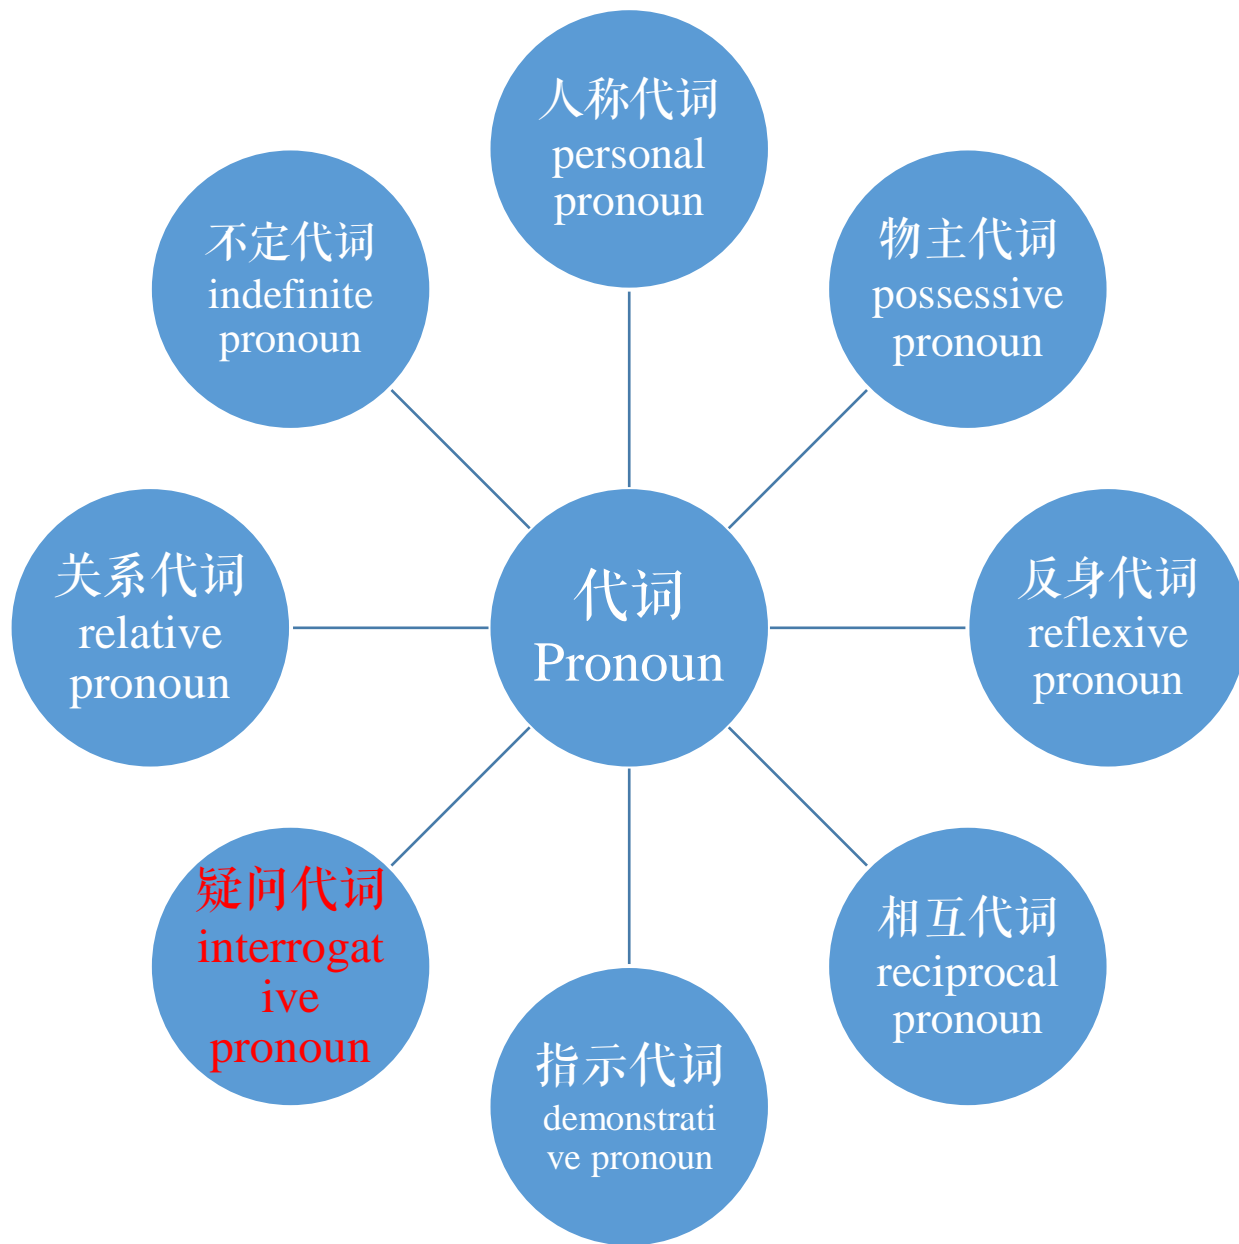 人称代词
personal
pronoun
不定代词
indefinite
pronoun
物主代词
possessive
pronoun
关系代词
relative
pronoun
代词
Pronoun
反身代词
reflexive
pronoun
疑问代词
interrogat
ive
pronoun
相互代词
reciprocal
pronoun
指示代词
demonstrati
ve pronoun